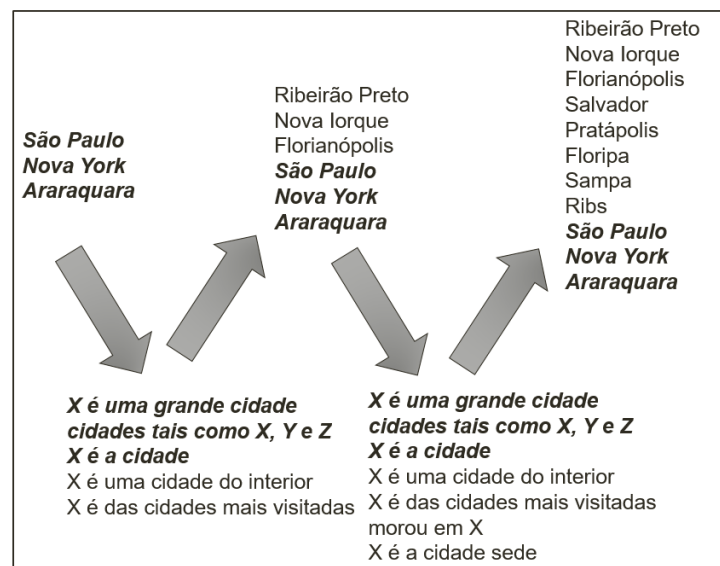 São Paulo
Nova York
Araraquara
X é uma grande cidade
cidades tais como X, Y e Z
X é a cidade
X é uma cidade do interior
X é das cidades mais visitadas
Ribeirão Preto
Nova Iorque
Florianópolis
São Paulo
Nova York
Araraquara
X é uma grande cidade
cidades tais como X, Y e Z
X é a cidade
X é uma cidade do interior
X é das cidades mais visitadas
morou em X
X é a cidade sede
Ribeirão Preto
Nova Iorque
Florianópolis
Salvador
Pratápolis
Floripa
Sampa
Ribs
São Paulo
Nova York
Araraquara